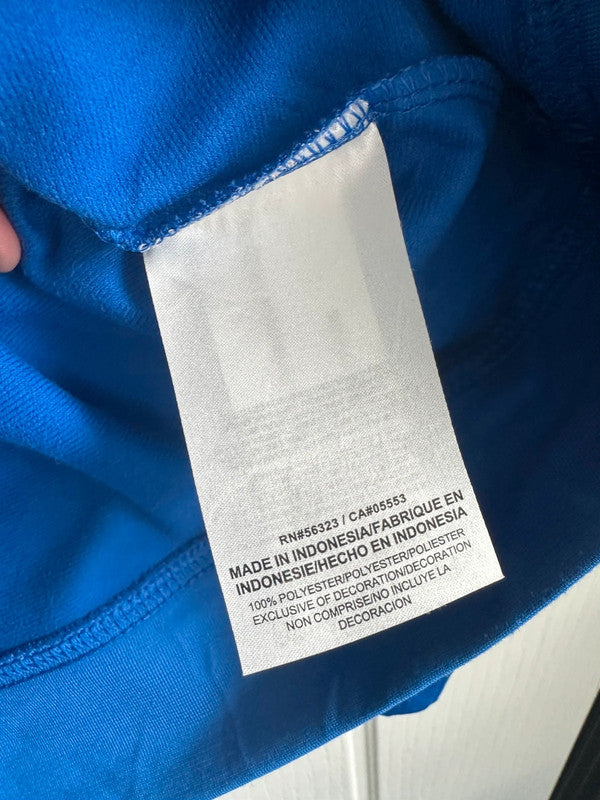 RN#56323 / CA#05553
MADE IN INDONESIA/FABRIQUE EN
INDONESIE/HECHO EN INDONESIA
100% POLYESTER/POLYESTER/POLIESTER
EXCLUSIVE OF DECORATION/DECORATION
NON COMPRISE/NO INCLUYE LA
DECORACION